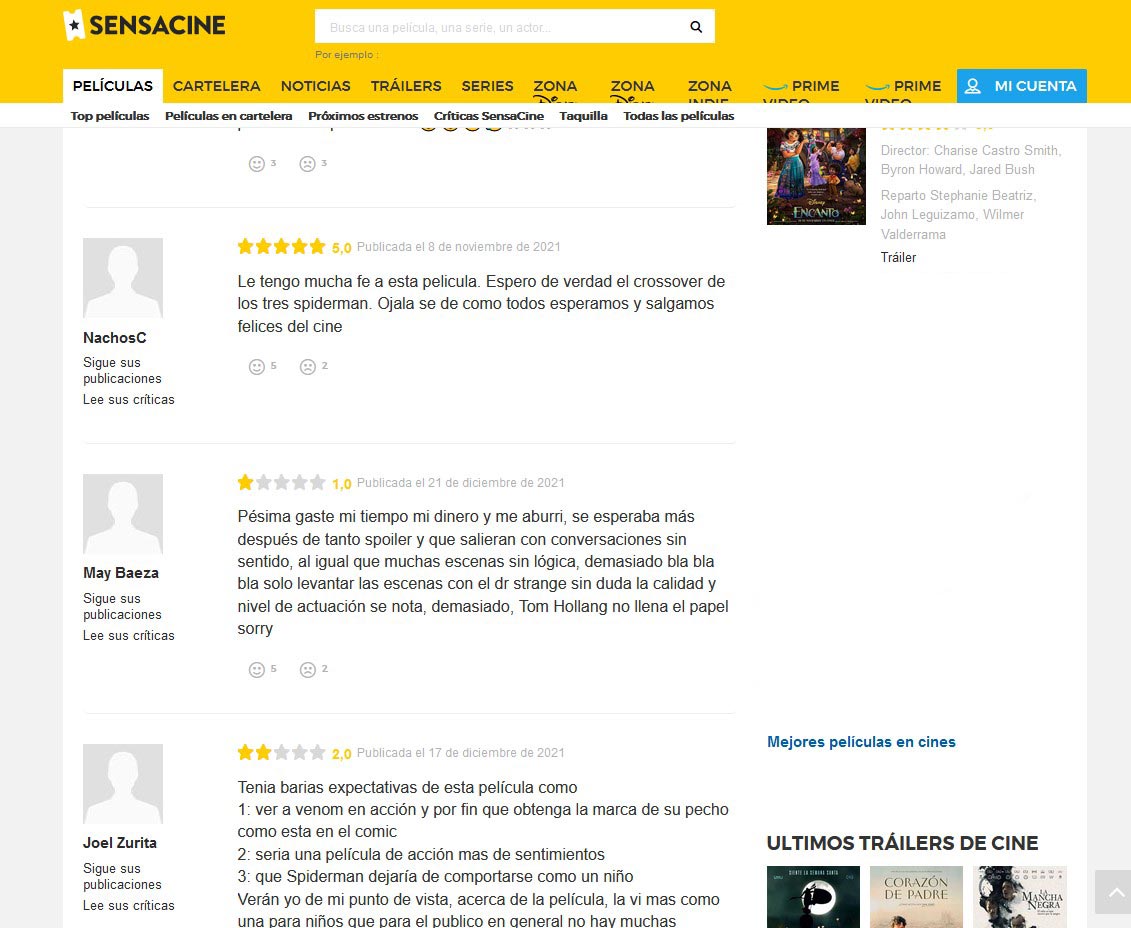 SENSACINE
Busca una película, una serie, un actor...
Por ejemplo :
PELÍCULAS CARTELERA NOTICIAS TRÁILERS SERIES ZONA ZONA ZONA PRIME PRIME MI CUENTA
INDIE VIDEO VIDEO
Top películas Películas en cartelera Próximos estrenos Críticas SensaCine Taquilla Todas las películas
3 3
5,0 Publicada el 8 de noviembre de 2021
Le tengo mucha fe a esta pelicula. Espero de verdad el crossover de
los tres spiderman. Ojala se de como todos esperamos y salgamos
felices del cine
NachosC
Sigue sus
publicaciones
Lee sus críticas
5 2
1,0 Publicada el 21 de diciembre de 2021
Pésima gaste mi tiempo mi dinero y me aburri, se esperaba más
después de tanto spoiler y que salieran con conversaciones sin
sentido, al igual que muchas escenas sin lógica, demasiado bla bla
bla solo levantar las escenas con el dr strange sin duda la calidad y
nivel de actuación se nota, demasiado, Tom Hollang no llena el papel
sorry
May Baeza
Sigue sus
publicaciones
Lee sus críticas
5 2
2,0 Publicada el 17 de diciembre de 2021
Tenia barias expectativas de esta película como
1: ver a venom en acción y por fin que obtenga la marca de su pecho
como esta en el comic
2: seria una película de acción mas de sentimientos
3: que Spiderman dejaría de comportarse como un niño
Verán yo de mi punto de vista, acerca de la película, la vi mas como
una para niños que para el publico en general no hay muchas
Joel Zurita
Sigue sus
publicaciones
Lee sus críticas
Disney
ENCANTO
Director: Charise Castro Smith,
Byron Howard, Jared Bush
Reparto Stephanie Beatriz,
John Leguizamo, Wilmer
Valderrama
Tráiler
Mejores películas en cines
ULTIMOS TRÁILERS DE CINE
SIENTE LA SEMANA SANTA
CORAZÓN
DE PADRE
LA
MANCHA
NEGRA